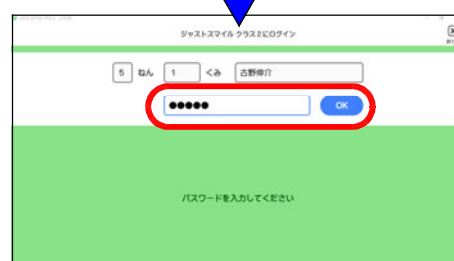 ジャストスマイル クラス2にログイン
5 ねん 1 くみ 古野伸介
●●●●● OK
パスワードを入力してください